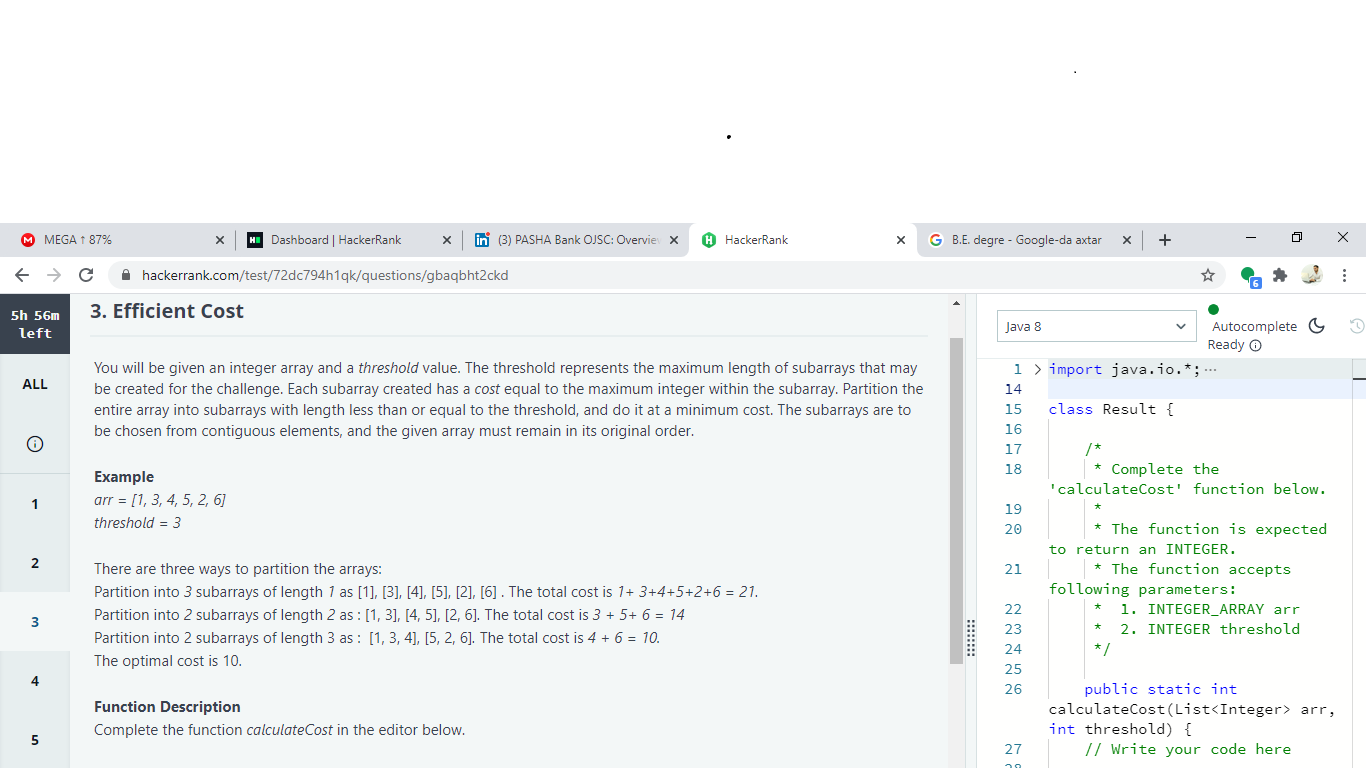 MEGA ↑ 87%
Dashboard | HackerRank
(3) PASHA Bank OJSC: Overvie
HackerRank
B.E. degre - Google-da axtar
hackerrank.com/test/72dc794h1qk/questions/gbaqbht2ckd
6
5h 56m
left
ALL
1
2
3
4
5
3. Efficient Cost
You will be given an integer array and a threshold value. The threshold represents the maximum length of subarrays that may
be created for the challenge. Each subarray created has a cost equal to the maximum integer within the subarray. Partition the
entire array into subarrays with length less than or equal to the threshold, and do it at a minimum cost. The subarrays are to
be chosen from contiguous elements, and the given array must remain in its original order.
Example
arr = [1, 3, 4, 5, 2, 6]
threshold = 3
There are three ways to partition the arrays:
Partition into 3 subarrays of length 1 as [1], [3], [4], [5], [2], [6] . The total cost is 1+ 3+4+5+2+6 = 21.
Partition into 2 subarrays of length 2 as : [1, 3], [4, 5], [2, 6]. The total cost is 3 + 5+ 6 = 14
Partition into 2 subarrays of length 3 as :  [1, 3, 4], [5, 2, 6]. The total cost is 4 + 6 = 10.
The optimal cost is 10.
Function Description
Complete the function calculateCost in the editor below.
Java 8
Autocomplete
Ready
1 import java.io.*;
14
15 class Result {
16
17 /*
18 * Complete the
'calculateCost' function below.
19 *
20 * The function is expected
to return an INTEGER.
21 * The function accepts
following parameters:
22 *  1. INTEGER_ARRAY arr
23 *  2. INTEGER threshold
24 */
25
26 public static int
calculateCost(List<Integer> arr,
int threshold) {
27 // Write your code here